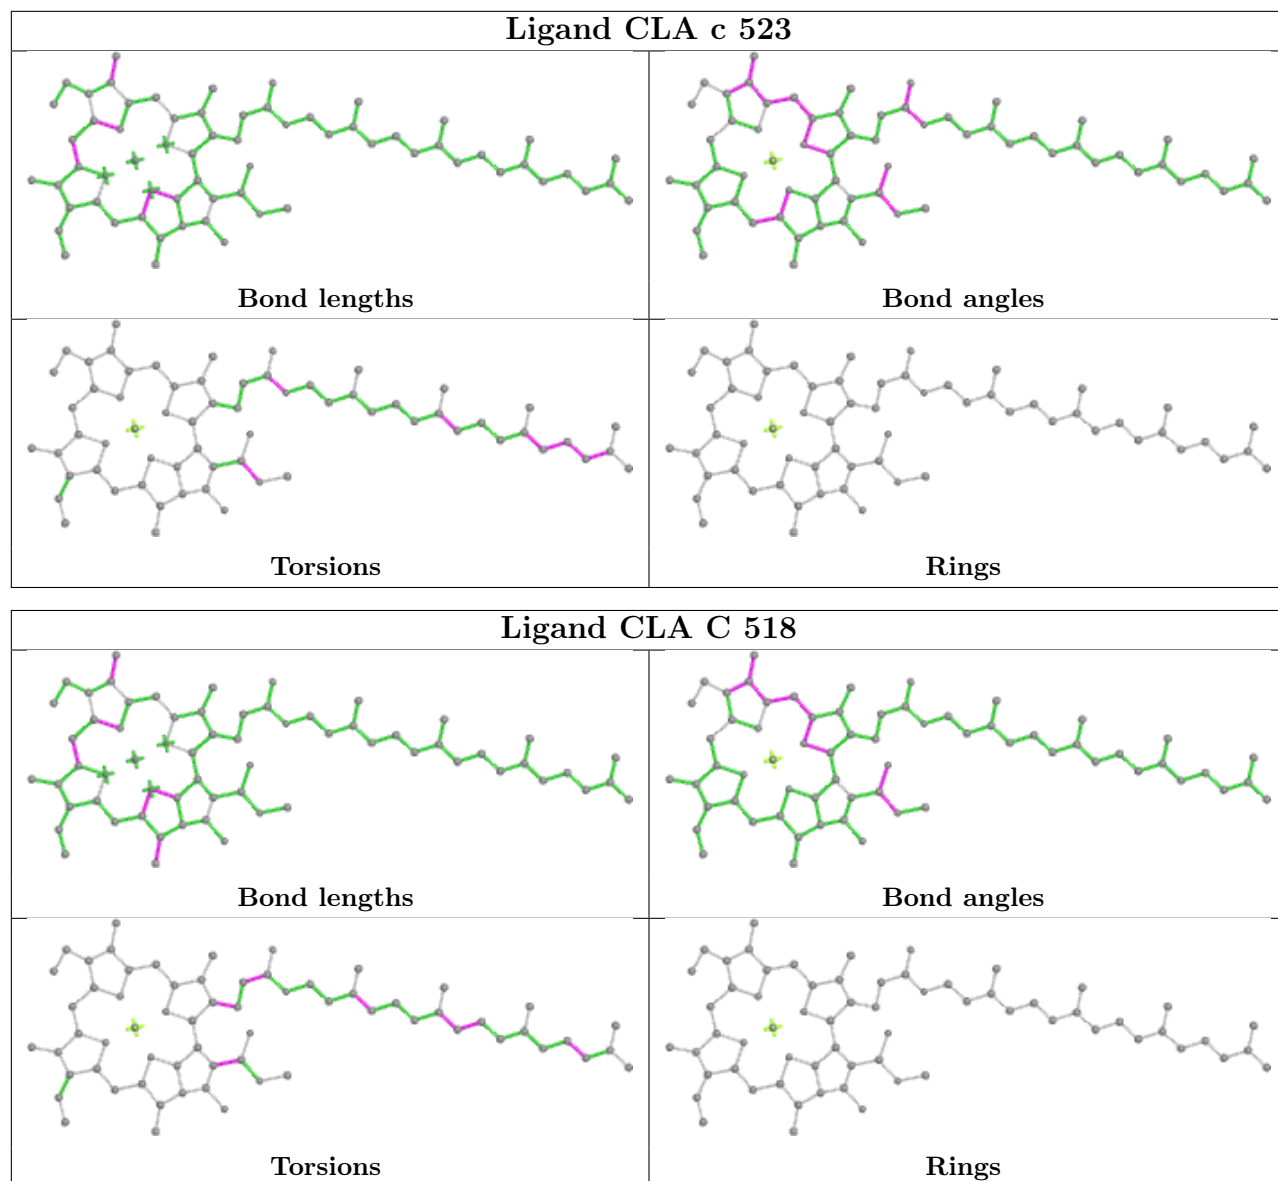 Ligand CLA c 523
Bond lengths
Bond angles
Torsions
Rings
Ligand CLA C 518
Bond lengths
Bond angles
Torsions
Rings